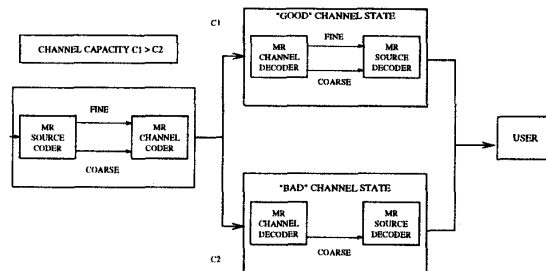 C1
"GOOD" CHANNEL STATE
CHANNEL CAPACITY C1 > C2
FINE
MR
CHANNEL
DECODER
MR
SOURCE
DECODER
COARSE
FINE
MR
SOURCE
CODER
MR
CHANNEL
CODER
COARSE
USER
"BAD" CHANNEL STATE
MR
CHANNEL
DECODER
MR
SOURCE
DECODER
COARSE
C2